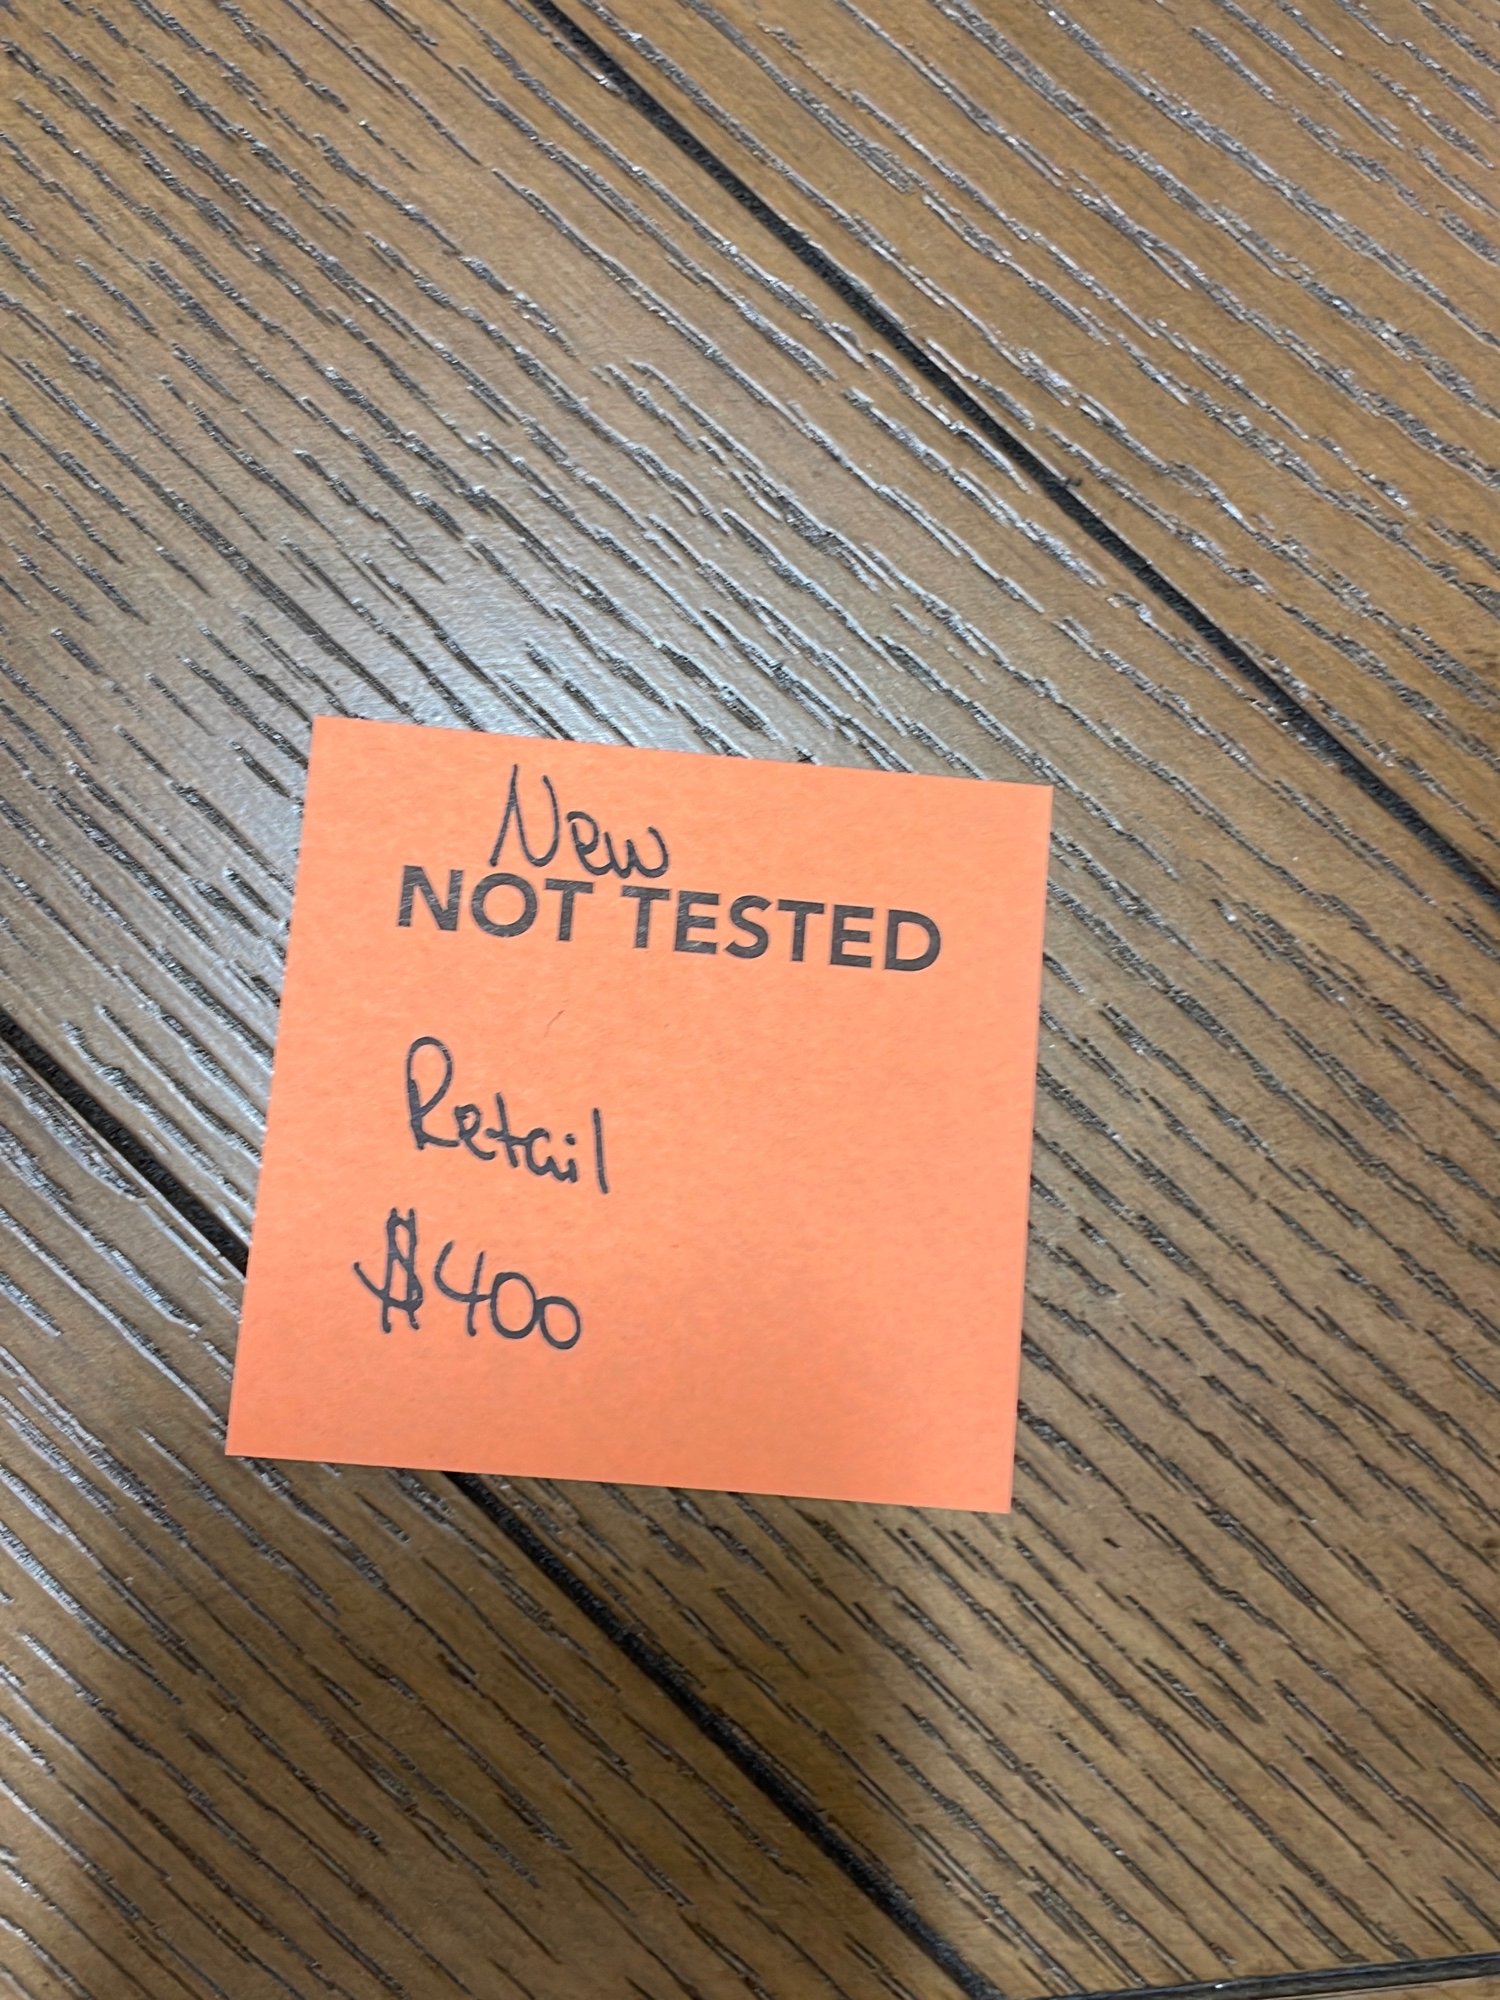 New
NOT TESTED
Retail
$400